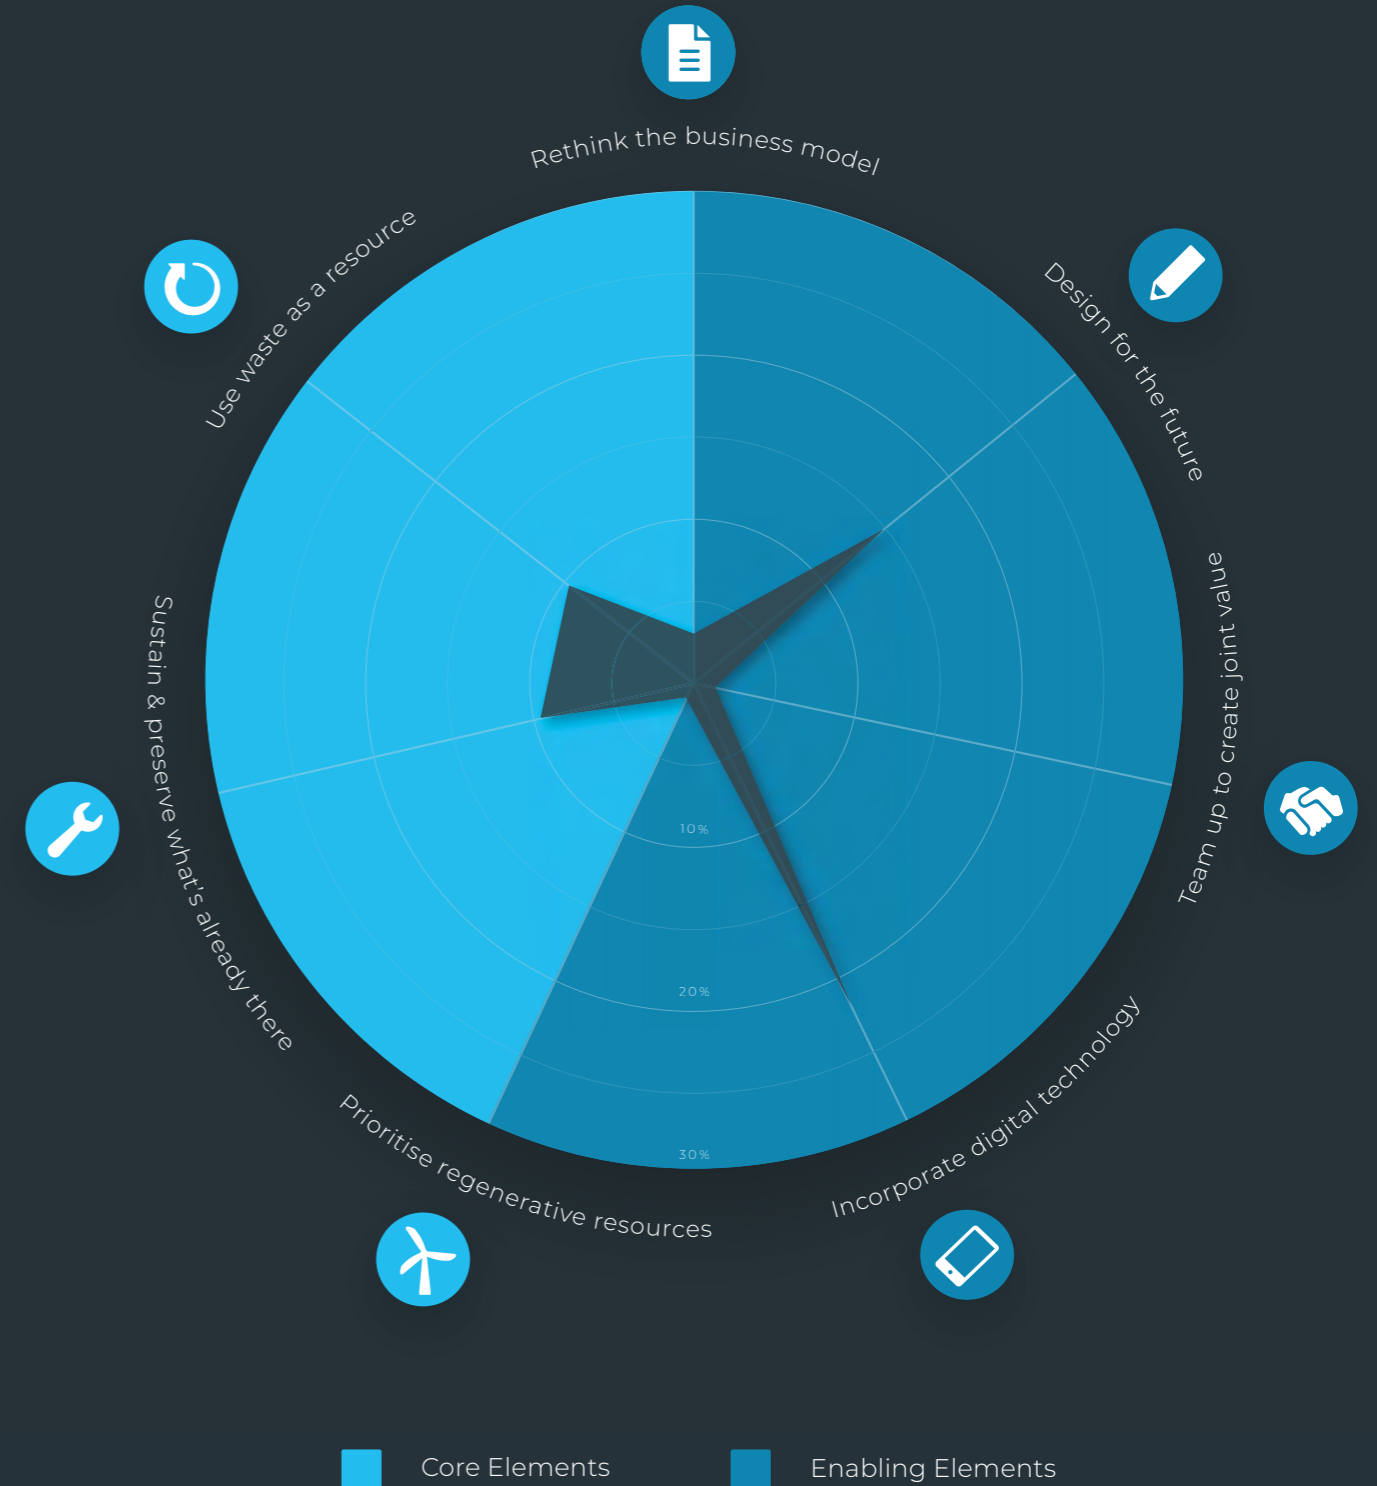 Rethink the business model
Use waste as a resource
Design for the future
Team up to create joint value
Sustain & preserve what's already there
10%
20%
Incorporate digital technology
Prioritise regenerative resources
30%
Core Elements
Enabling Elements